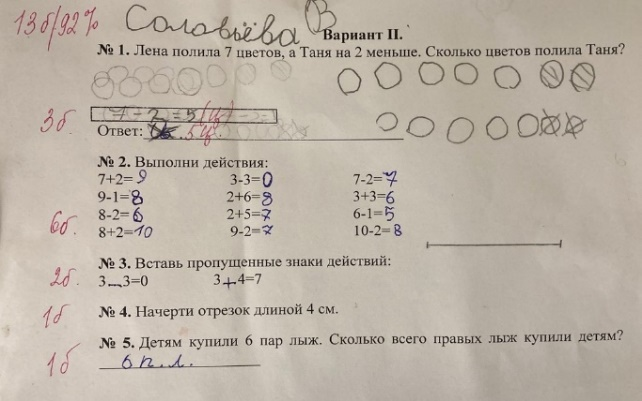 13б/92% Соловьёва В
Вариант II.
№ 1. Лена полила 7 цветов, а Таня на 2 меньше. Сколько цветов полила Таня?
3б. 7-2=5(ц)
Ответ: 5ц.
№ 2. Выполни действия:
7+2=9 3-3=0 7-2=7
9-1=8 2+6=8 3+3=6
8-2=6 2+5=7 6-1=5
6б. 8+2=10 9-2=7 10-2=8
№ 3. Вставь пропущенные знаки действий:
2б. 3-3=0 3+4=7
1б № 4. Начерти отрезок длиной 4 см.
№ 5. Детям купили 6 пар лыж. Сколько всего правых лыж купили детям?
1б 6 п.л.